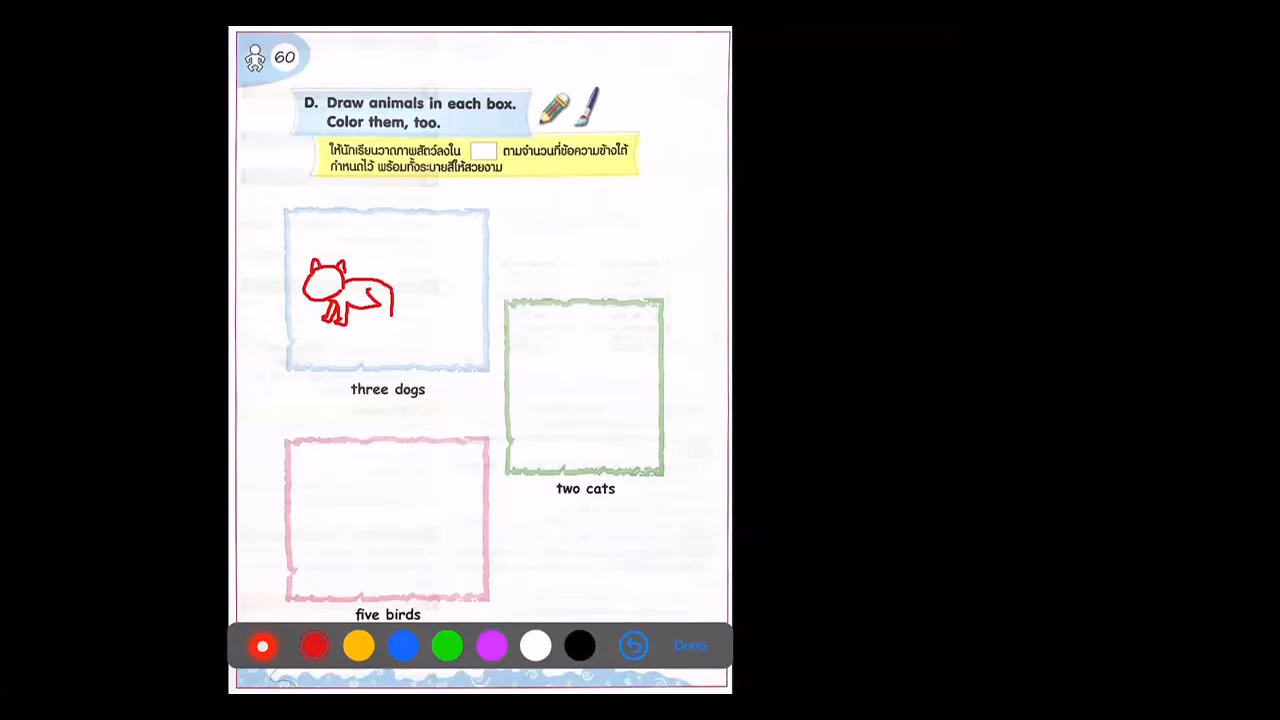 60
D. Draw animals in each box.
Color them, too.
ให้นักเรียนวาดภาพสัตว์ลงใน ตามจำนวนที่ข้อความข้างใต้
กำหนดไว้ พร้อมทั้งระบายสีให้สวยงาม
three dogs
two cats
five birds
Done